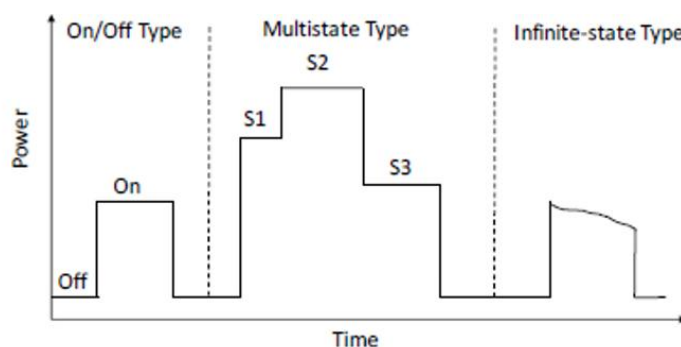 On/Off Type
Multistate Type
Infinite-state Type
S2
S1
S3
On
Off
Power
Time